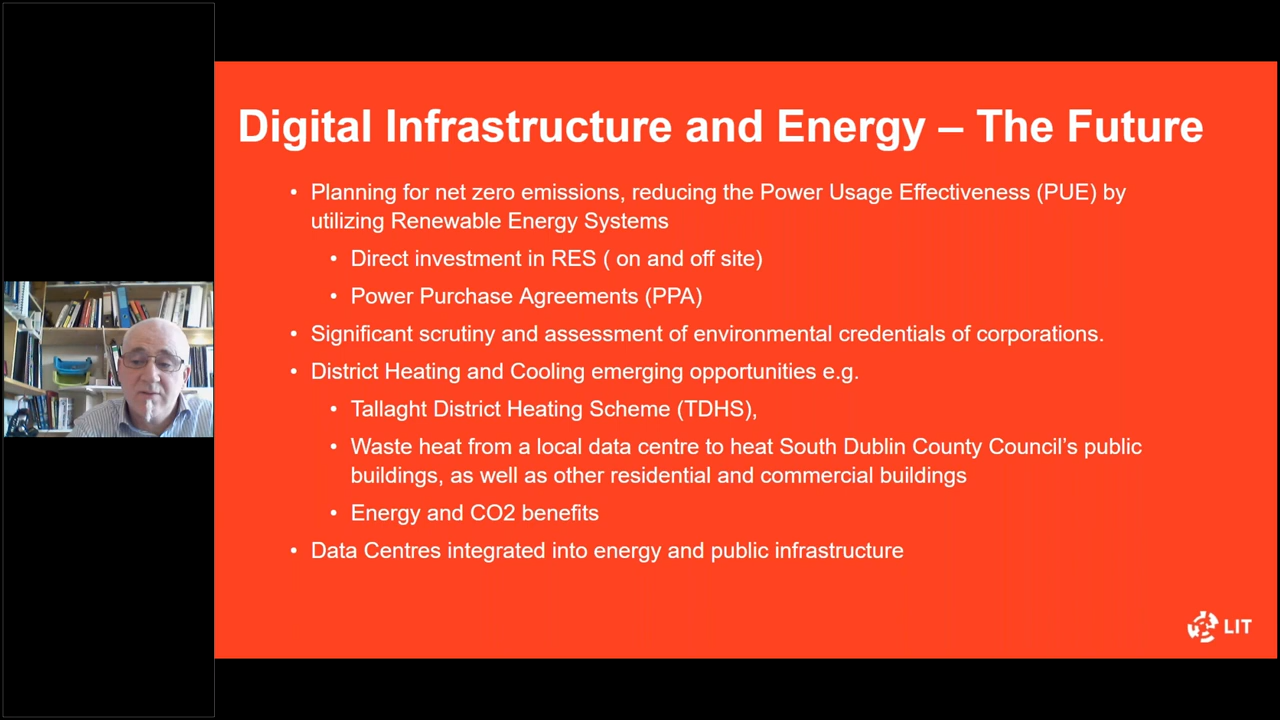 Digital Infrastructure and Energy – The Future
• Planning for net zero emissions, reducing the Power Usage Effectiveness (PUE) by
utilizing Renewable Energy Systems
• Direct investment in RES ( on and off site)
• Power Purchase Agreements (PPA)
• Significant scrutiny and assessment of environmental credentials of corporations.
• District Heating and Cooling emerging opportunities e.g.
• Tallaght District Heating Scheme (TDHS),
• Waste heat from a local data centre to heat South Dublin County Council’s public
buildings, as well as other residential and commercial buildings
• Energy and CO2 benefits
• Data Centres integrated into energy and public infrastructure
LIT